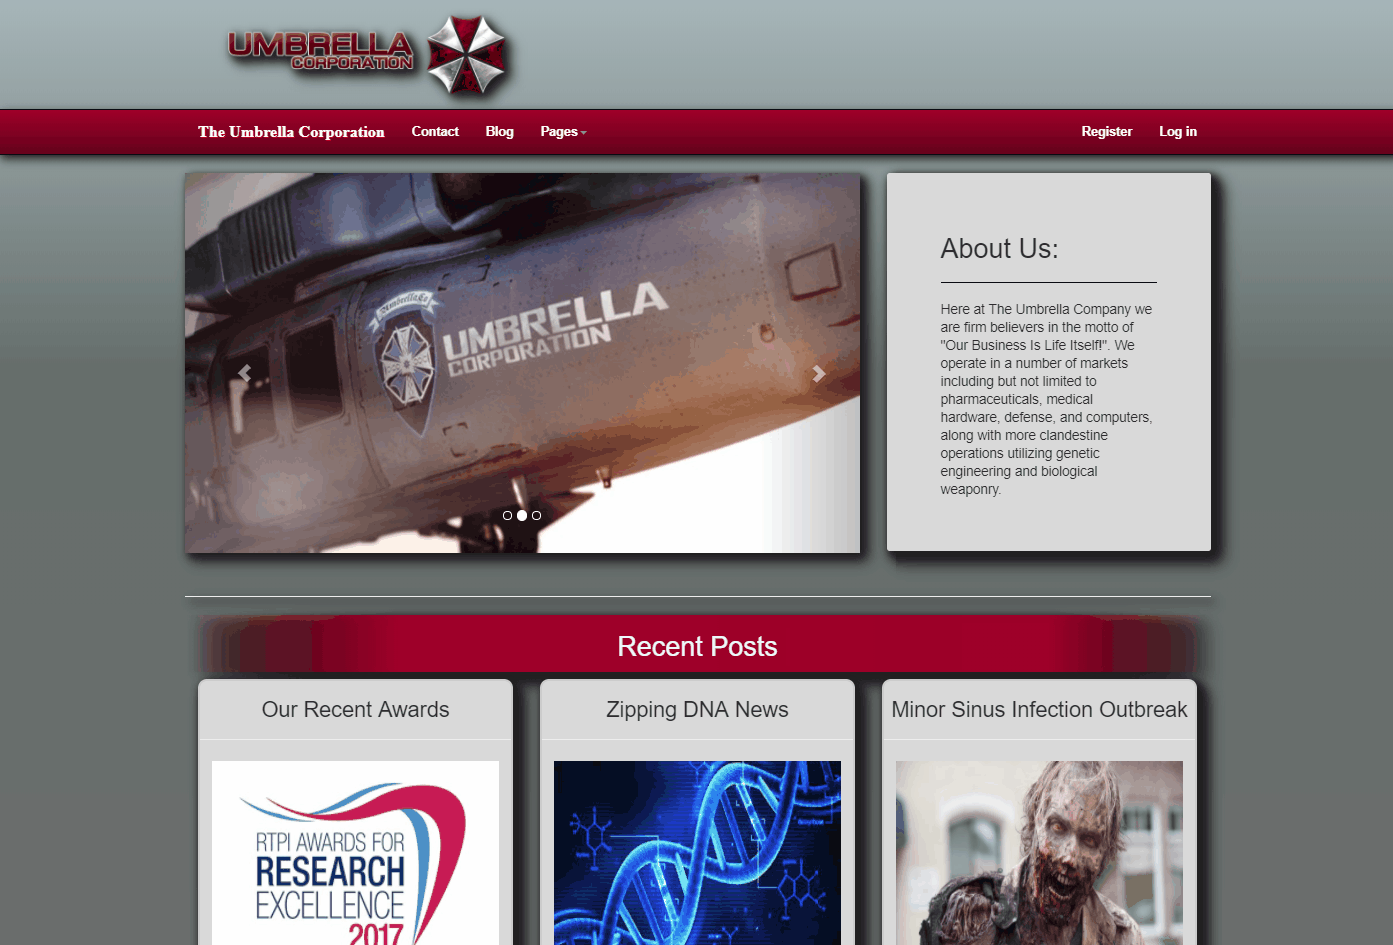 UMBRELLA
CORPORATION
The Umbrella Corporation Contact Blog Pages Register Log in
Umbrella
UMBRELLA
CORPORATION
About Us:
Here at The Umbrella Company we
are firm believers in the motto of
"Our Business Is Life Itself!". We
operate in a number of markets
including but not limited to
pharmaceuticals, medical
hardware, defense, and computers,
along with more clandestine
operations utilizing genetic
engineering and biological
weaponry.
Recent Posts
Our Recent Awards
Zipping DNA News
Minor Sinus Infection Outbreak
RTPI AWARDS FOR
RESEARCH
EXCELLENCE
2017